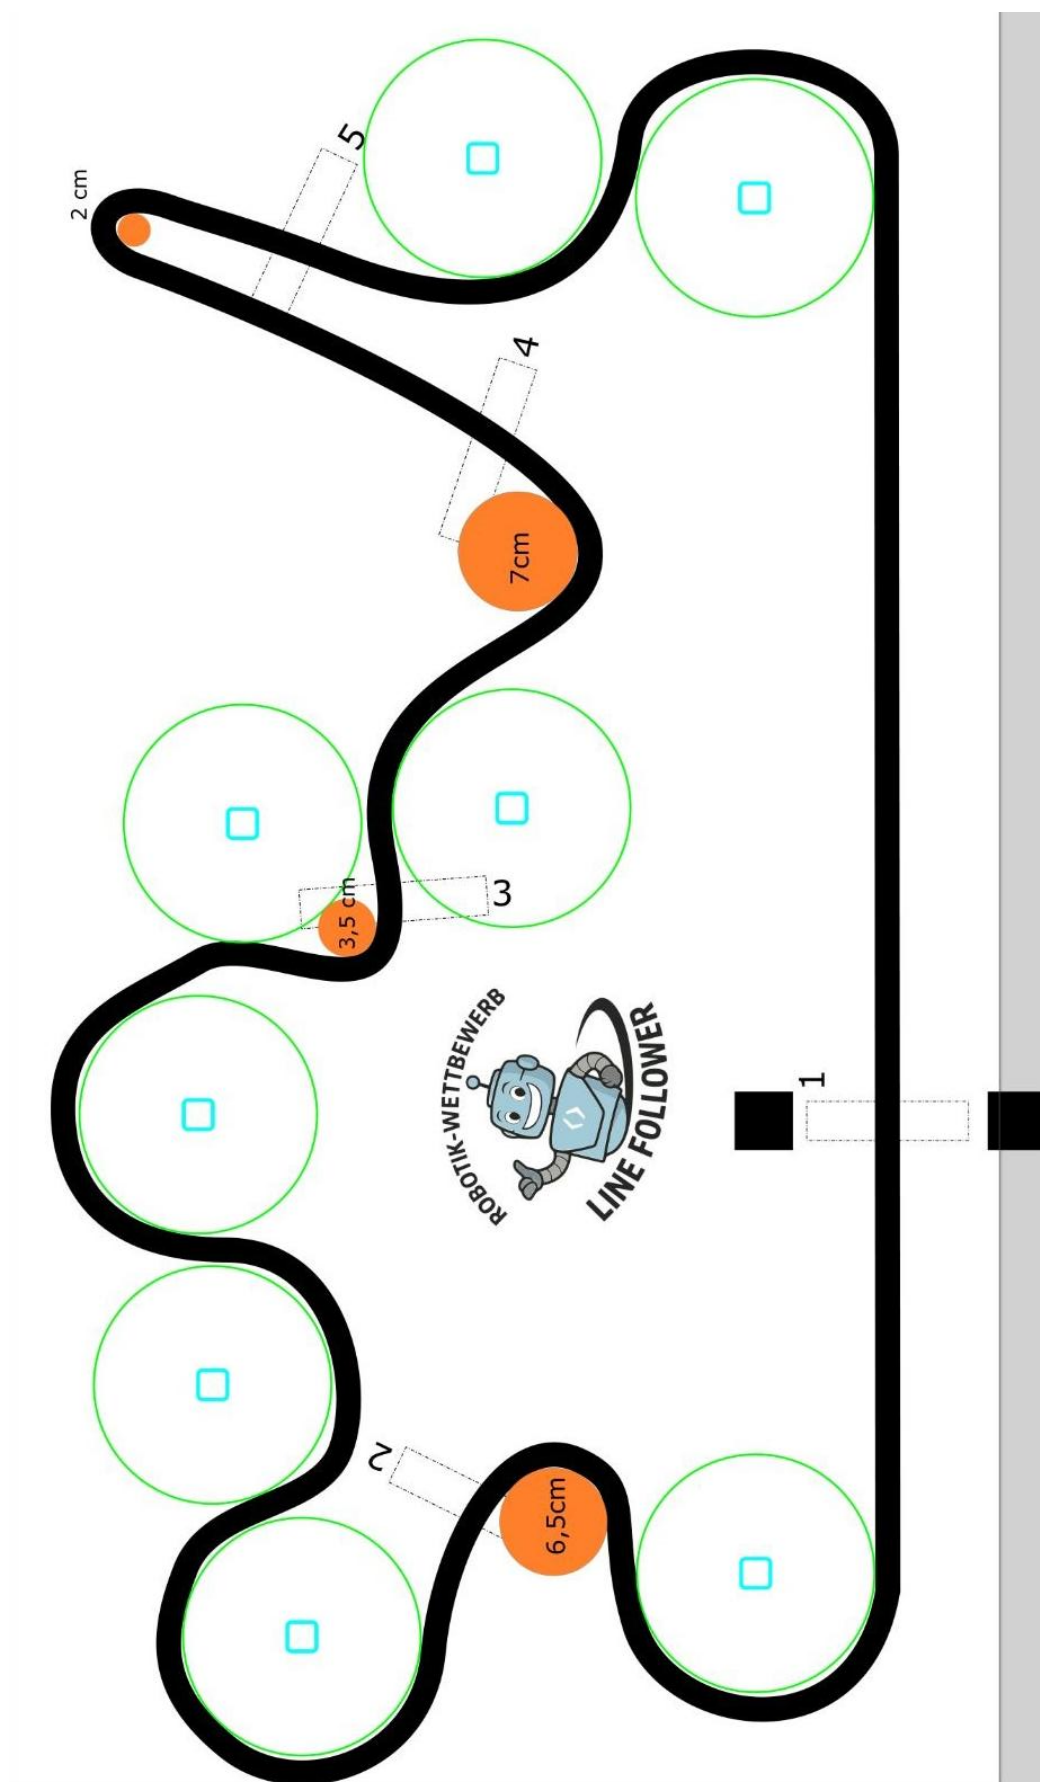 5
2 cm
4
7cm
3
3,5 cm
ROBOTIK-WETTBEWERB
LINE FOLLOWER
1
2
6,5cm